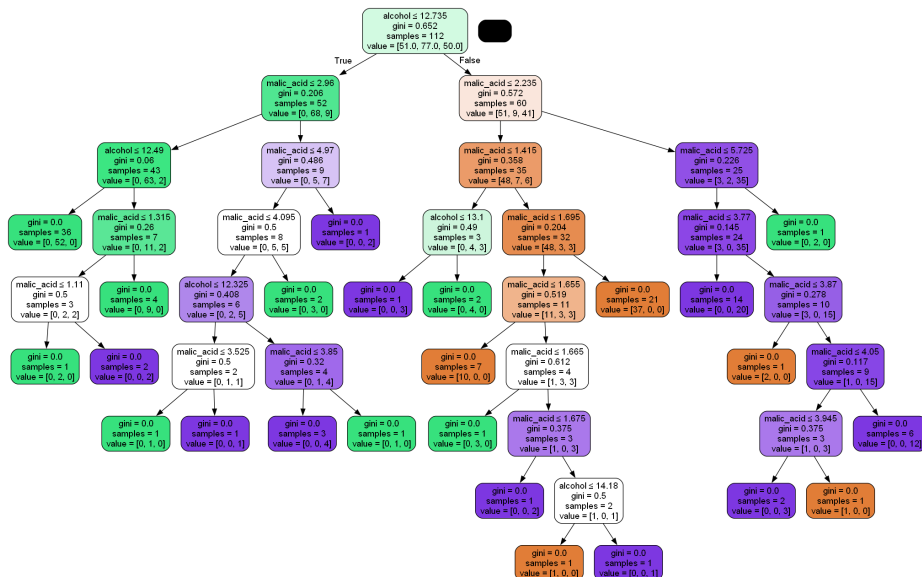 alcohol ≤ 12.735
gini = 0.652
samples = 112
value = [51.0, 77.0, 50.0]
True
False
malic_acid ≤ 2.96
gini = 0.206
samples = 52
value = [0, 68, 9]
malic_acid ≤ 2.235
gini = 0.572
samples = 60
value = [51, 9, 41]
alcohol ≤ 12.49
gini = 0.06
samples = 43
value = [0, 63, 2]
malic_acid ≤ 4.97
gini = 0.486
samples = 9
value = [0, 5, 7]
malic_acid ≤ 1.415
gini = 0.358
samples = 35
value = [48, 7, 6]
malic_acid ≤ 5.725
gini = 0.226
samples = 25
value = [3, 2, 35]
gini = 0.0
samples = 36
value = [0, 52, 0]
malic_acid ≤ 1.315
gini = 0.26
samples = 7
value = [0, 11, 2]
malic_acid ≤ 4.095
gini = 0.5
samples = 8
value = [0, 5, 5]
gini = 0.0
samples = 1
value = [0, 0, 2]
alcohol ≤ 13.1
gini = 0.49
samples = 3
value = [0, 4, 3]
malic_acid ≤ 1.695
gini = 0.204
samples = 32
value = [48, 3, 3]
malic_acid ≤ 3.77
gini = 0.145
samples = 24
value = [3, 0, 35]
gini = 0.0
samples = 1
value = [0, 2, 0]
malic_acid ≤ 1.11
gini = 0.5
samples = 3
value = [0, 2, 2]
gini = 0.0
samples = 4
value = [0, 9, 0]
alcohol ≤ 12.325
gini = 0.408
samples = 6
value = [0, 2, 5]
gini = 0.0
samples = 2
value = [0, 3, 0]
gini = 0.0
samples = 1
value = [0, 0, 3]
gini = 0.0
samples = 2
value = [0, 4, 0]
malic_acid ≤ 1.655
gini = 0.519
samples = 11
value = [11, 3, 3]
gini = 0.0
samples = 21
value = [37, 0, 0]
gini = 0.0
samples = 14
value = [0, 0, 20]
malic_acid ≤ 3.87
gini = 0.278
samples = 10
value = [3, 0, 15]
gini = 0.0
samples = 1
value = [0, 2, 0]
gini = 0.0
samples = 2
value = [0, 0, 2]
malic_acid ≤ 3.525
gini = 0.5
samples = 2
value = [0, 1, 1]
malic_acid ≤ 3.85
gini = 0.32
samples = 4
value = [0, 1, 4]
gini = 0.0
samples = 7
value = [10, 0, 0]
malic_acid ≤ 1.665
gini = 0.612
samples = 4
value = [1, 3, 3]
gini = 0.0
samples = 1
value = [2, 0, 0]
malic_acid ≤ 4.05
gini = 0.117
samples = 9
value = [1, 0, 15]
gini = 0.0
samples = 1
value = [0, 1, 0]
gini = 0.0
samples = 1
value = [0, 0, 1]
gini = 0.0
samples = 3
value = [0, 0, 4]
gini = 0.0
samples = 1
value = [0, 1, 0]
gini = 0.0
samples = 1
value = [0, 3, 0]
malic_acid ≤ 1.675
gini = 0.375
samples = 3
value = [1, 0, 3]
malic_acid ≤ 3.945
gini = 0.375
samples = 3
value = [1, 0, 3]
gini = 0.0
samples = 6
value = [0, 0, 12]
gini = 0.0
samples = 1
value = [0, 0, 2]
alcohol ≤ 14.18
gini = 0.5
samples = 2
value = [1, 0, 1]
gini = 0.0
samples = 2
value = [0, 0, 3]
gini = 0.0
samples = 1
value = [1, 0, 0]
gini = 0.0
samples = 1
value = [1, 0, 0]
gini = 0.0
samples = 1
value = [0, 0, 1]